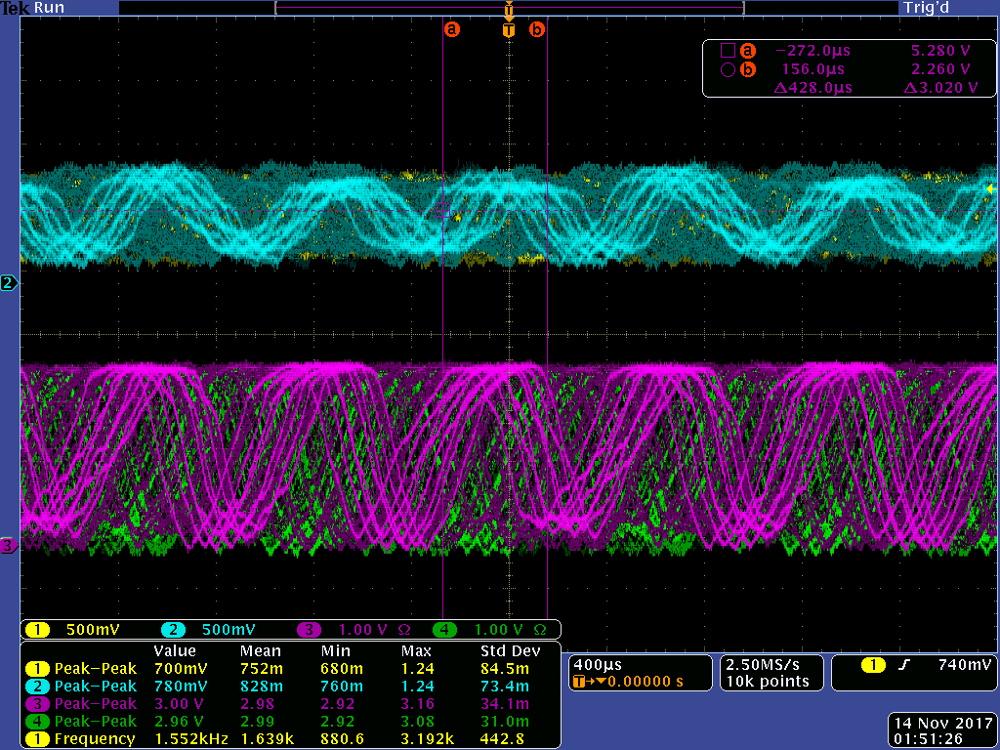 Tek Run Trig'd
T
a T b
a −272.0µs 5.280 V
b 156.0µs 2.260 V
Δ428.0µs Δ3.020 V
2
3
1 500mV 2 500mV 3 1.00 V Ω 4 1.00 V Ω
Value Mean Min Max Std Dev
1 Peak−Peak 700mV 752m 680m 1.24 84.5m
2 Peak−Peak 780mV 828m 760m 1.24 73.4m
3 Peak−Peak 3.00 V 2.98 2.92 3.16 34.1m
4 Peak−Peak 2.96 V 2.99 2.92 3.08 31.0m
1 Frequency 1.552kHz 1.639k 880.6 3.192k 442.8
400µs
T→▼0.00000 s
2.50MS/s
10k points
1 740mV
14 Nov 2017
01:51:26